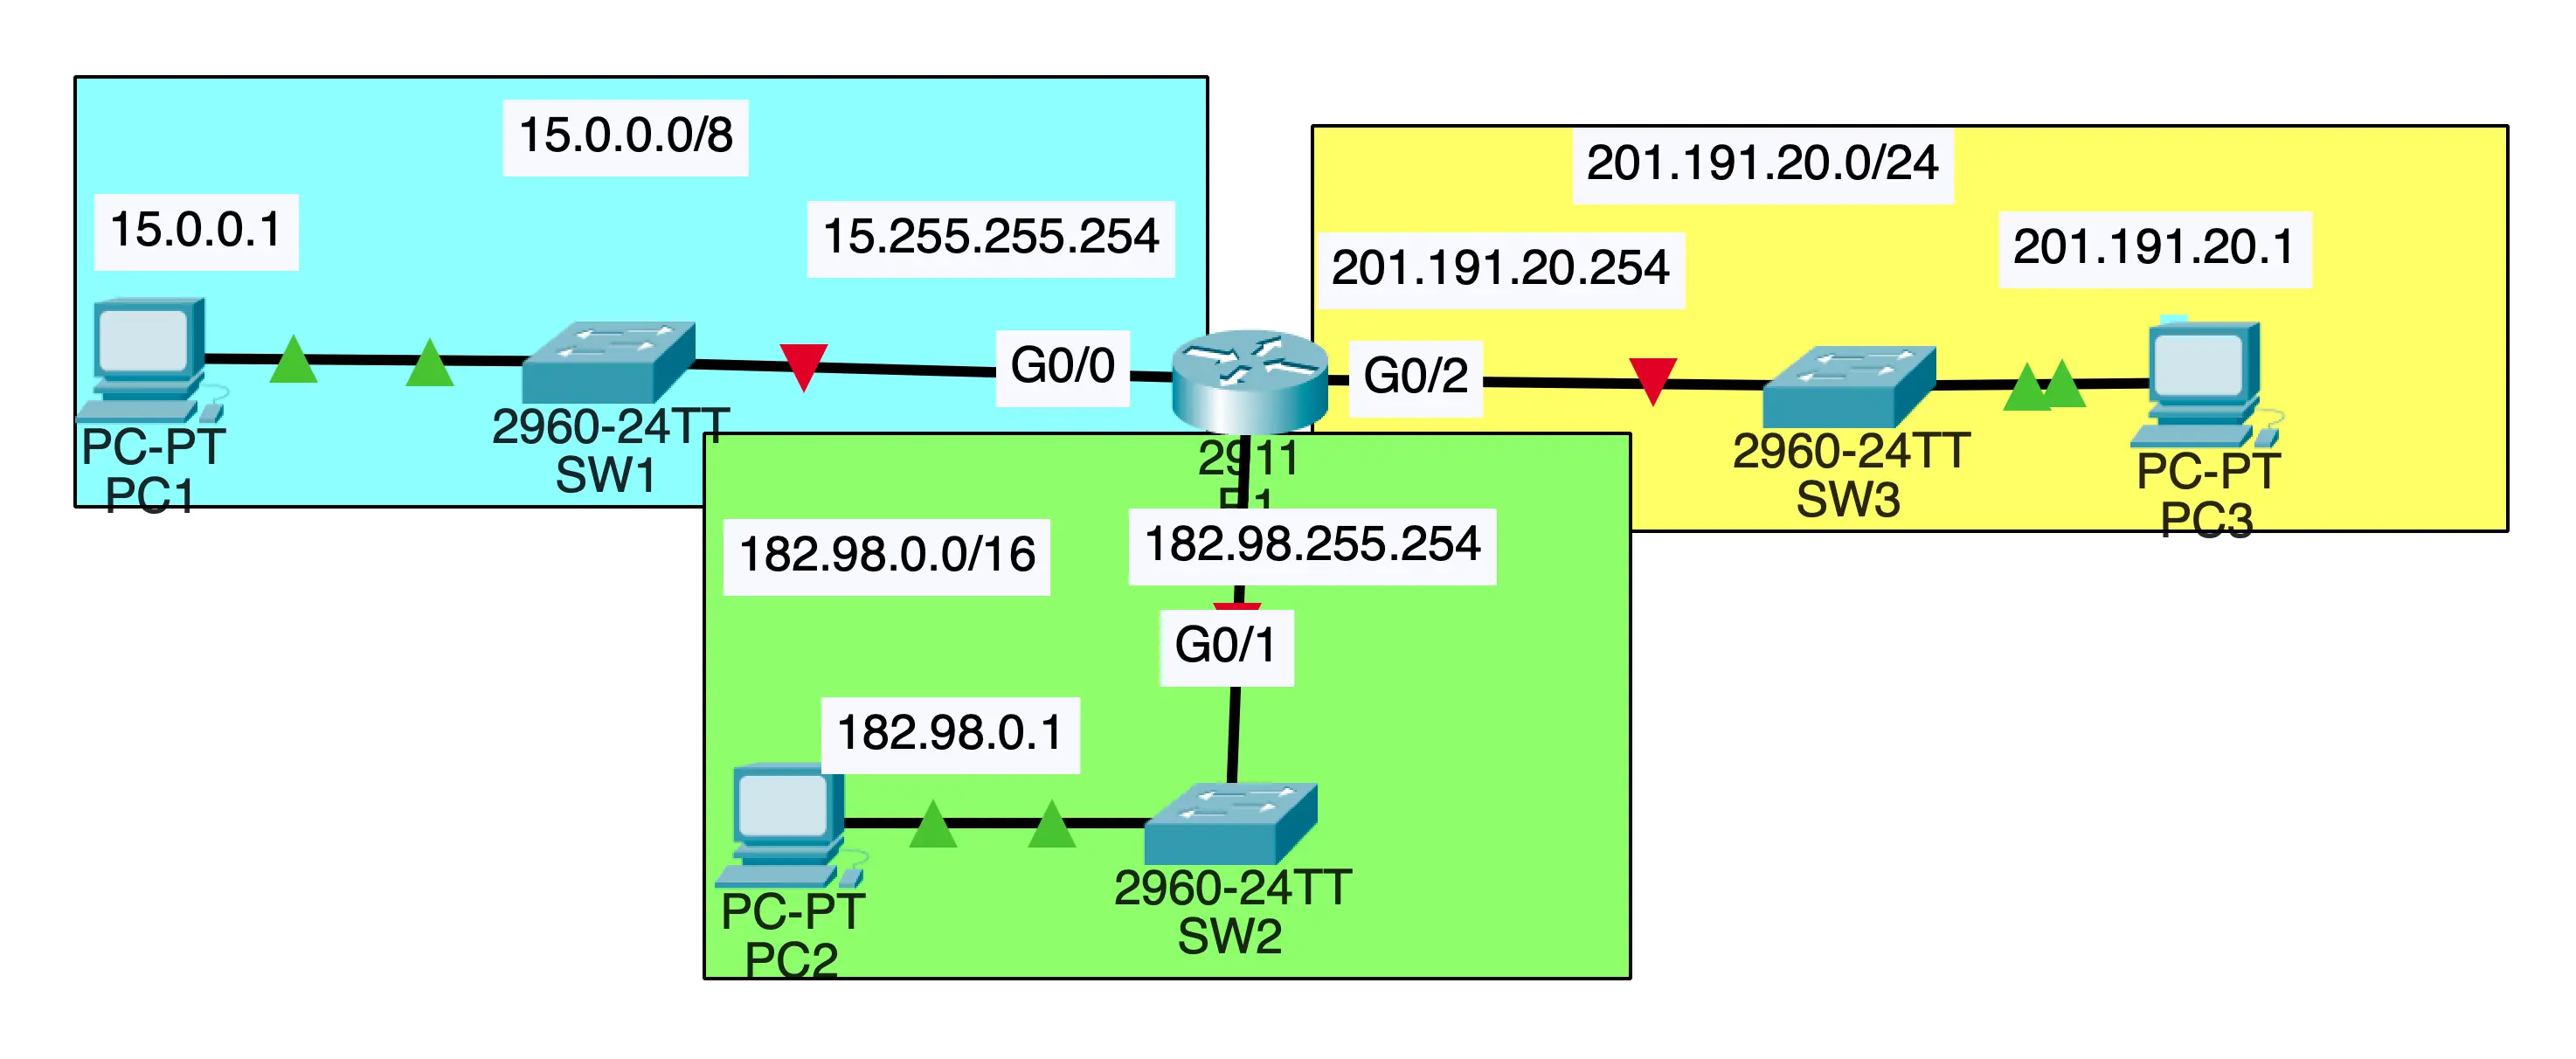 15.0.0.0/8
15.0.0.1
15.255.255.254
G0/0
2960-24TT
SW1
PC-PT
PC1
201.191.20.0/24
201.191.20.254
201.191.20.1
G0/2
2960-24TT
SW3
PC-PT
PC3
2911
R1
182.98.0.0/16
182.98.255.254
G0/1
182.98.0.1
PC-PT
PC2
2960-24TT
SW2